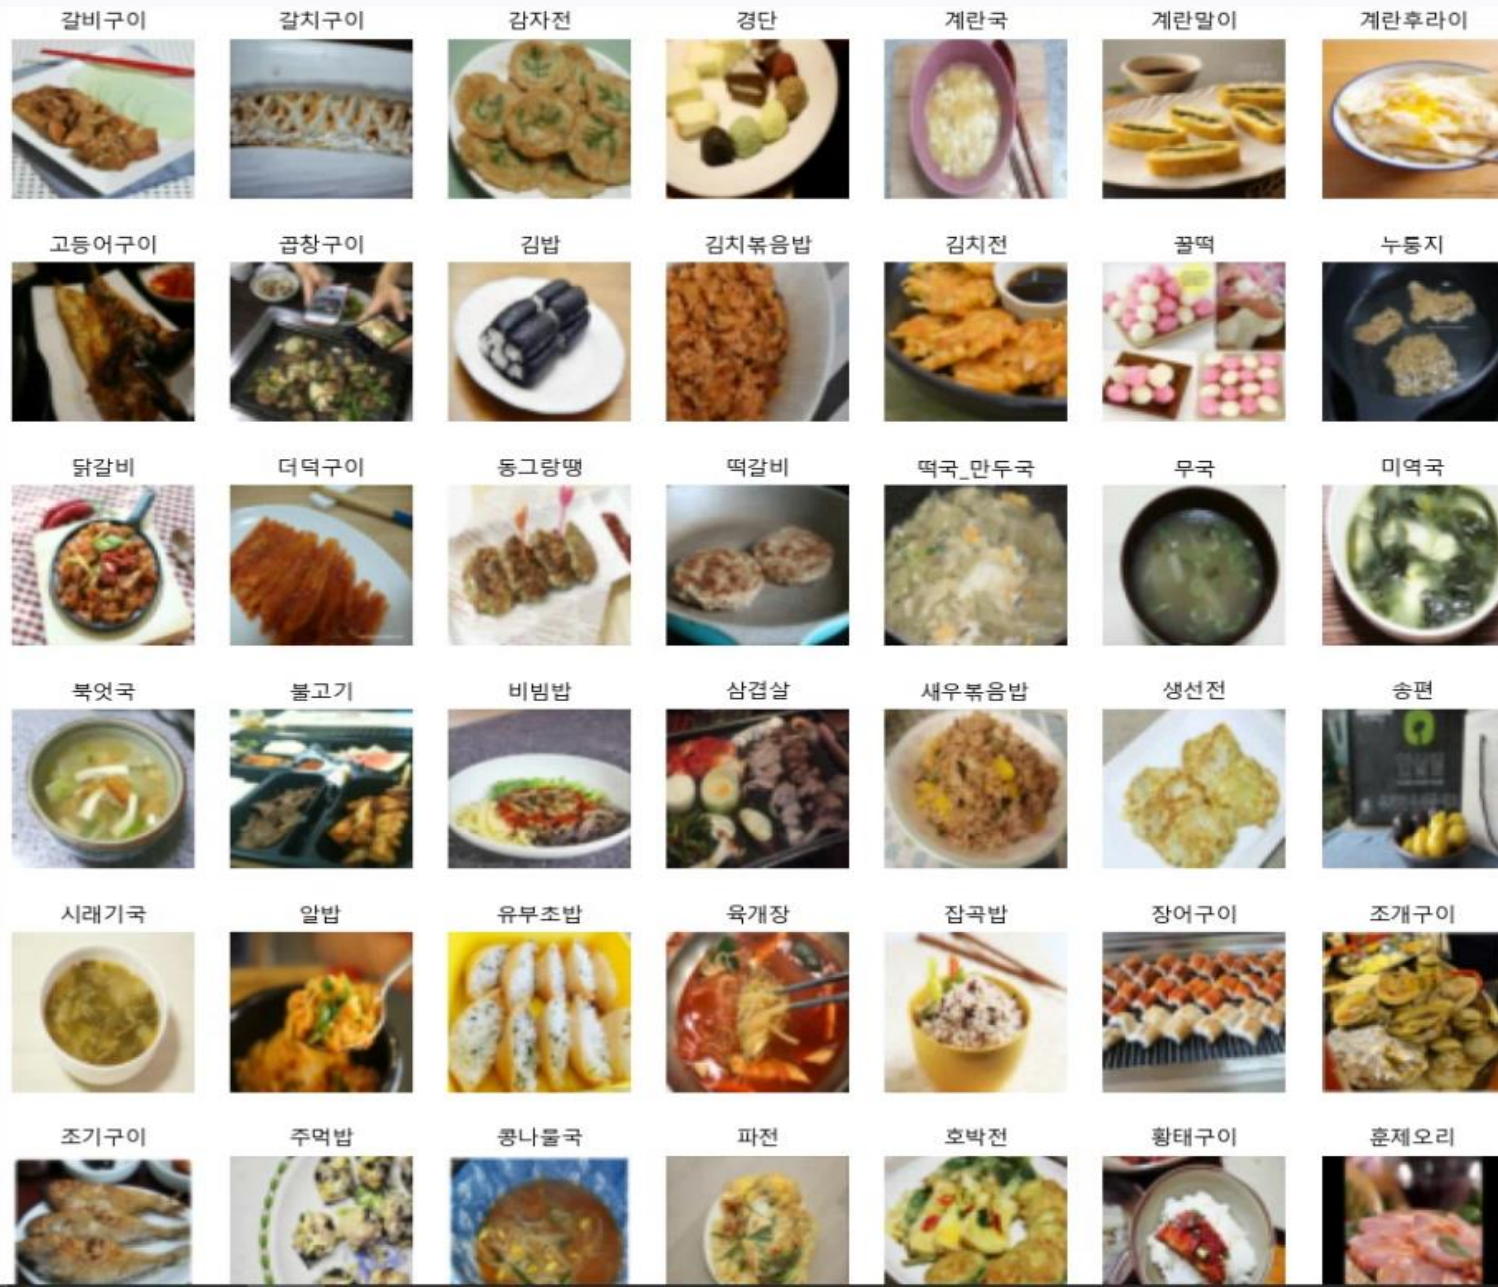 갈비구이 갈치구이 감자전 경단 계란국 계란말이 계란후라이
고등어구이 곱창구이 김밥 김치볶음밥 김치전 꿀떡 누룽지
닭갈비 더덕구이 동그랑땡 떡갈비 떡국_만두국 무국 미역국
북엇국 불고기 비빔밥 삼겹살 새우볶음밥 생선전 송편
시래기국 알밥 유부초밥 육개장 잡곡밥 장어구이 조개구이
조기구이 주먹밥 콩나물국 파전 호박전 황태구이 훈제오리